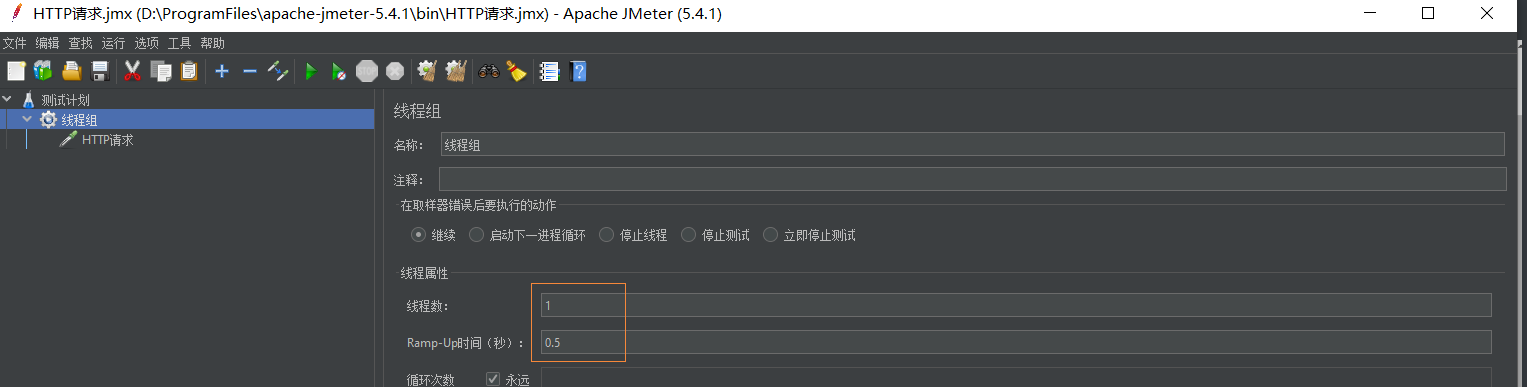 HTTP请求.jmx (D:\ProgramFiles\apache-jmeter-5.4.1\bin\HTTP请求.jmx) - Apache JMeter (5.4.1)
文件 编辑 查找 运行 选项 工具 帮助
STOP
测试计划
线程组
HTTP请求
线程组
名称： 线程组
注释：
在取样器错误后要执行的动作
继续 启动下一进程循环 停止线程 停止测试 立即停止测试
线程属性
线程数： 1
Ramp-Up时间（秒）： 0.5
循环次数 永远